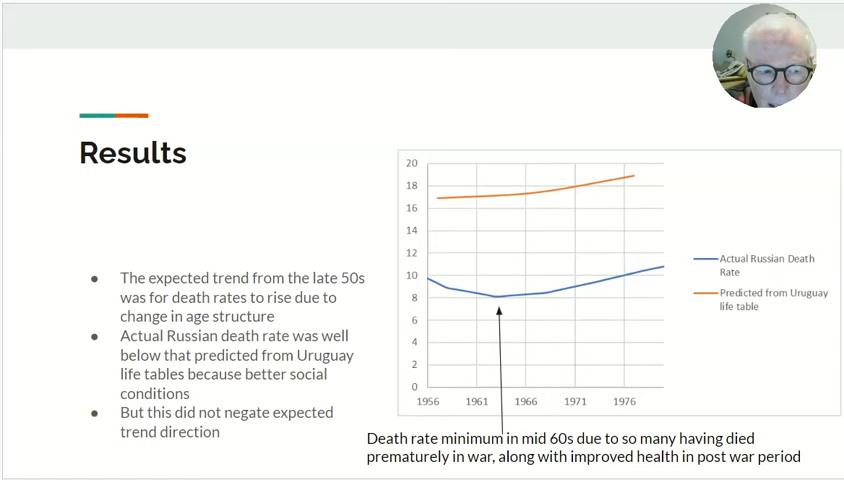 Results
● The expected trend from the late 50s
was for death rates to rise due to
change in age structure
● Actual Russian death rate was well
below that predicted from Uruguay
life tables because better social
conditions
● But this did not negate expected
trend direction
20
18
16
14
12
10
8
6
4
2
0
1956 1961 1966 1971 1976
Actual Russian Death
Rate
Predicted from Uruguay
life table
Death rate minimum in mid 60s due to so many having died
prematurely in war, along with improved health in post war period